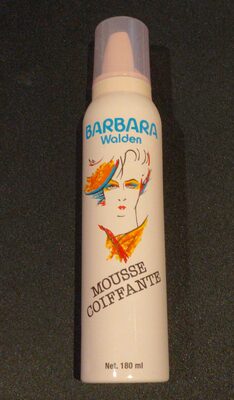 BARBARA
Walden
MOUSSE
COIFFANTE
Net. 180 ml